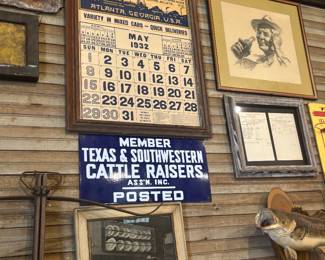 ATLANTA, GEORGIA, U.S.A.
VARIETY IN MIXED CARS - QUICK DELIVERIES
MAY
1932
SUN MON TUE WED THU FRI SAT
1 2 3 4 5 6 7
8 9 10 11 12 13 14
15 16 17 18 19 20 21
22 23 24 25 26 27 28
29 30 31
MEMBER
TEXAS & SOUTHWESTERN
CATTLE RAISERS
ASS'N. INC.
POSTED